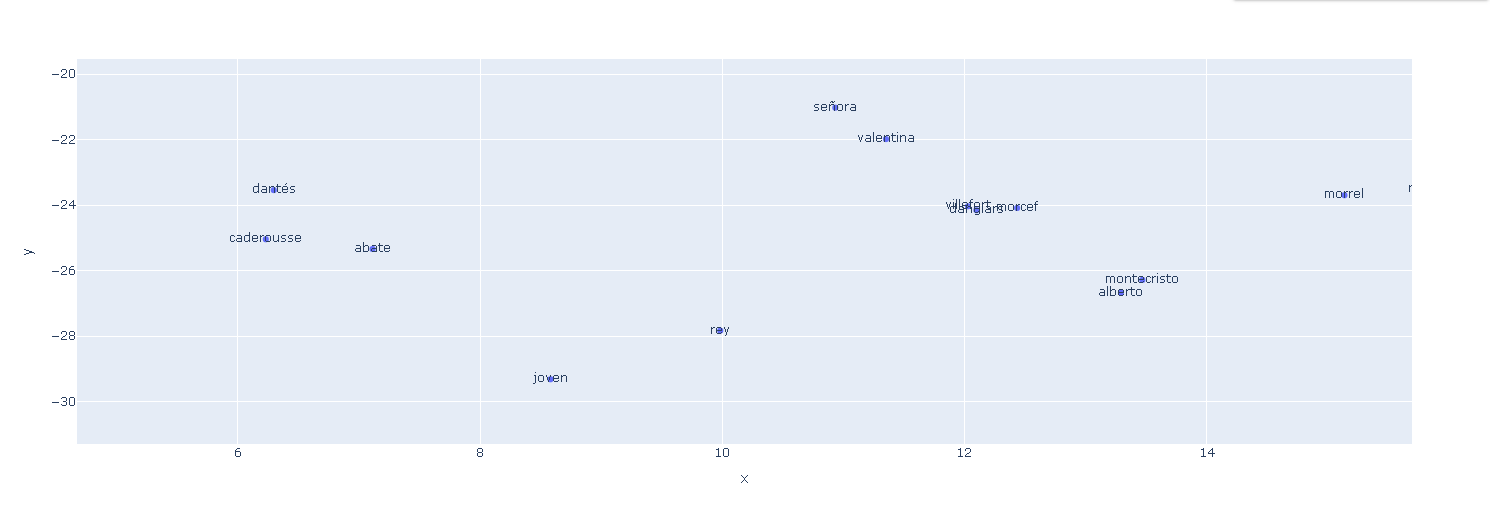 −20
señora
−22
valentina
dantés
morrel
−24
villefort
danglars
morcef
caderousse
abate
y
−26
montecristo
alberto
rey
−28
joven
−30
6
8
10
12
14
x